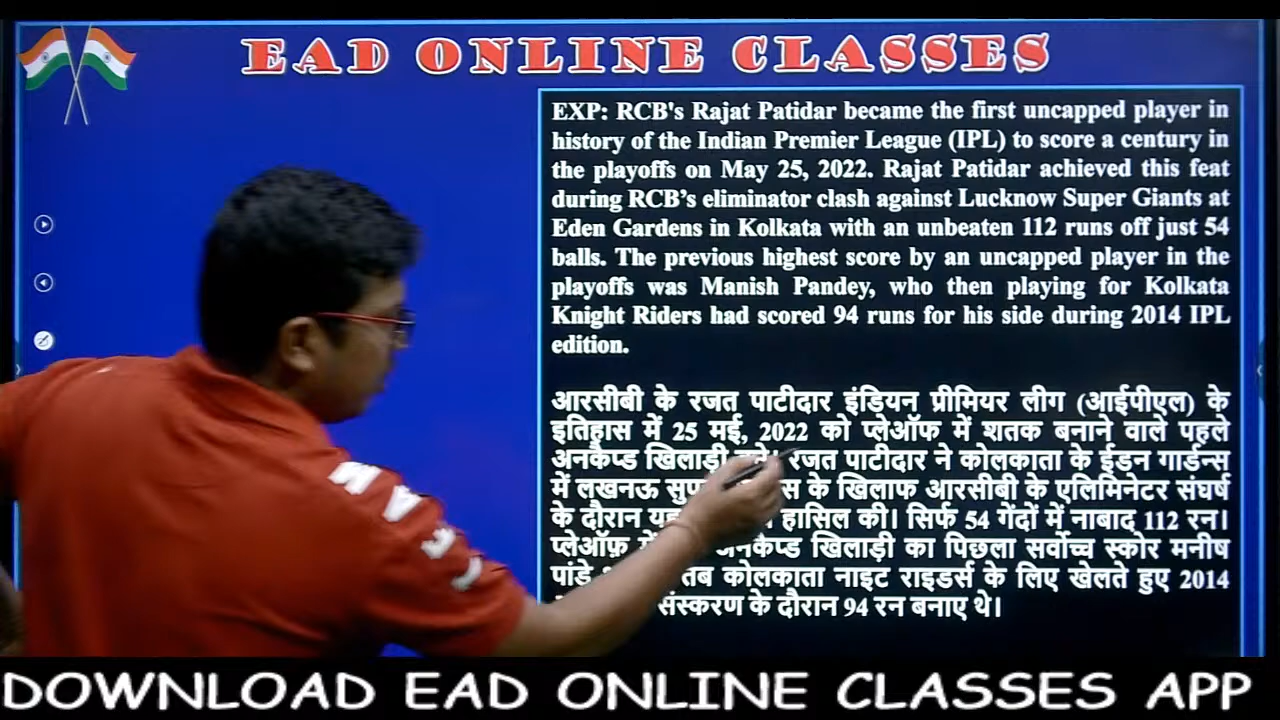 EAD ONLINE CLASSES
EXP: RCB's Rajat Patidar became the first uncapped player in
history of the Indian Premier League (IPL) to score a century in
the playoffs on May 25, 2022. Rajat Patidar achieved this feat
during RCB’s eliminator clash against Lucknow Super Giants at
Eden Gardens in Kolkata with an unbeaten 112 runs off just 54
balls. The previous highest score by an uncapped player in the
playoffs was Manish Pandey, who then playing for Kolkata
Knight Riders had scored 94 runs for his side during 2014 IPL
edition.
आरसीबी के रजत पाटीदार इंडियन प्रीमियर लीग (आईपीएल) के
इतिहास में 25 मई, 2022 को प्लेऑफ में शतक बनाने वाले पहले
अनकैप्ड खिलाड़ी रजत पाटीदार ने कोलकाता के ईडन गार्डन्स
में लखनऊ के खिलाफ आरसीबी के एलिमिनेटर संघर्ष
के दौरान हासिल की। सिर्फ 54 गेंदों में नाबाद 112 रन।
प्लेऑफ़ खिलाड़ी का पिछला सर्वोच्च स्कोर मनीष
पांडे तब कोलकाता नाइट राइडर्स के लिए खेलते हुए 2014
संस्करण के दौरान 94 रन बनाए थे।
DOWNLOAD EAD ONLINE CLASSES APP